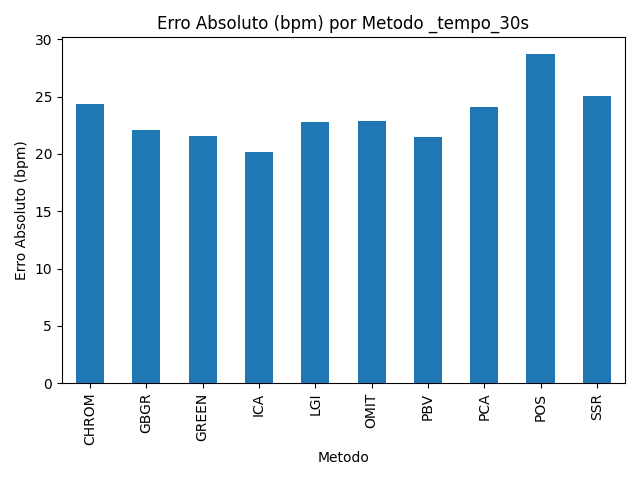 Erro Absoluto (bpm) por Metodo _tempo_30s
Erro Absoluto (bpm)
30
25
20
15
10
5
0
CHROM
GBGR
GREEN
ICA
LGI
OMIT
PBV
PCA
POS
SSR
Metodo